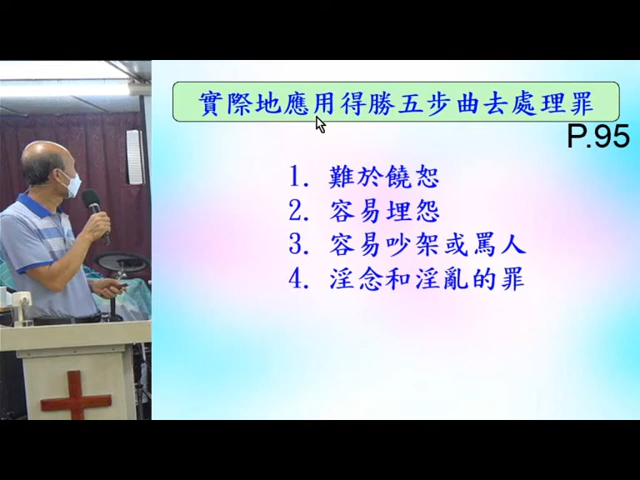 實際地應用得勝五步曲去處理罪
P.95
1. 難於饒恕
2. 容易埋怨
3. 容易吵架或罵人
4. 淫念和淫亂的罪